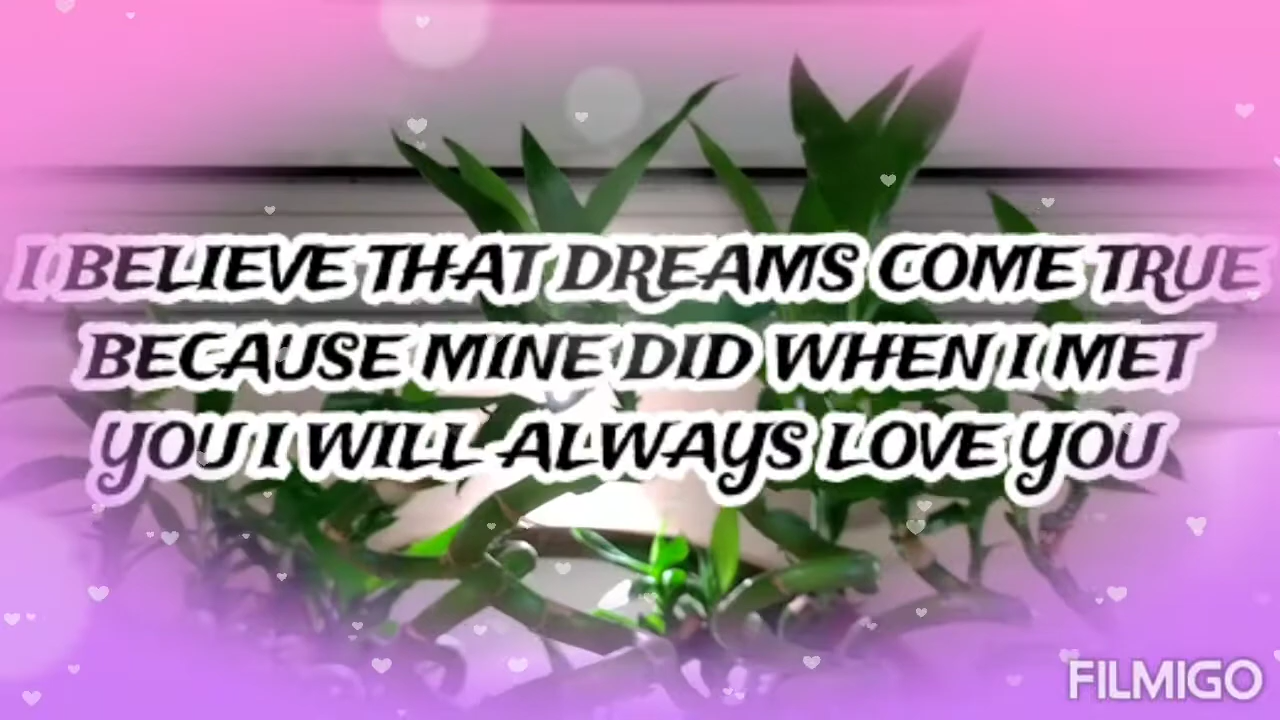 I BELIEVE THAT DREAMS COME TRUE
BECAUSE MINE DID WHEN I MET
YOU I WILL ALWAYS LOVE YOU
FILMIGO